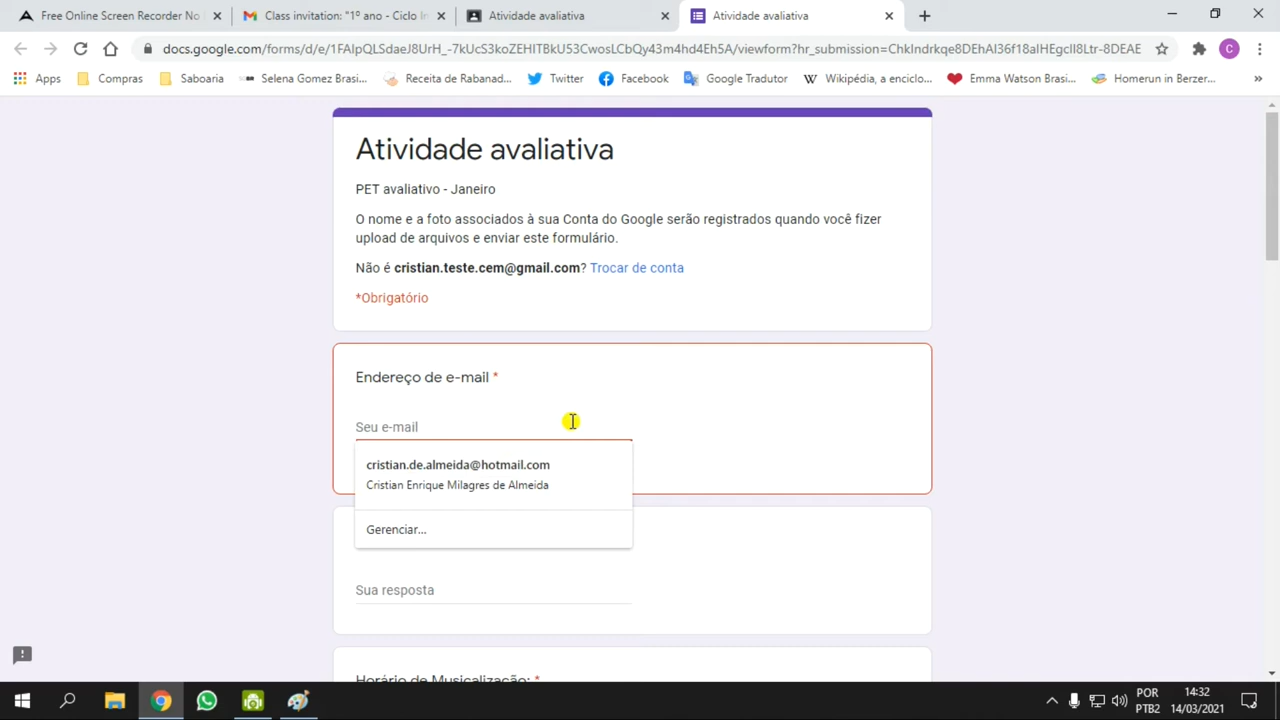 Free Online Screen Recorder No
Class invitation: "1º ano - Ciclo In
Atividade avaliativa
Atividade avaliativa
docs.google.com/forms/d/e/1FAIpQLSdaeJ8UrH_-7kUcS3koZEHITBkU53CwosLCbQy43m4hd4Eh5A/viewform?hr_submission=ChkIndrkqe8DEhAI36f18alHEgcII8Ltr-8DEAE
C
Apps
Compras
Saboaria
Selena Gomez Brasi...
Receita de Rabanad...
Twitter
Facebook
Google Tradutor
Wikipédia, a enciclo...
Emma Watson Brasi...
Homerun in Berzer...
»
Atividade avaliativa
PET avaliativo - Janeiro
O nome e a foto associados à sua Conta do Google serão registrados quando você fizer
upload de arquivos e enviar este formulário.
Não é cristian.teste.cem@gmail.com? Trocar de conta
*Obrigatório
Endereço de e-mail *
Seu e-mail
cristian.de.almeida@hotmail.com
Cristian Enrique Milagres de Almeida
Gerenciar...
Sua resposta
Horário de Musicalização: *
POR
PTB2
14:32
14/03/2021